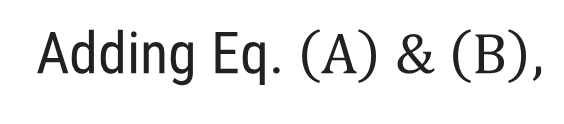 Adding Eq. (A) & (B),